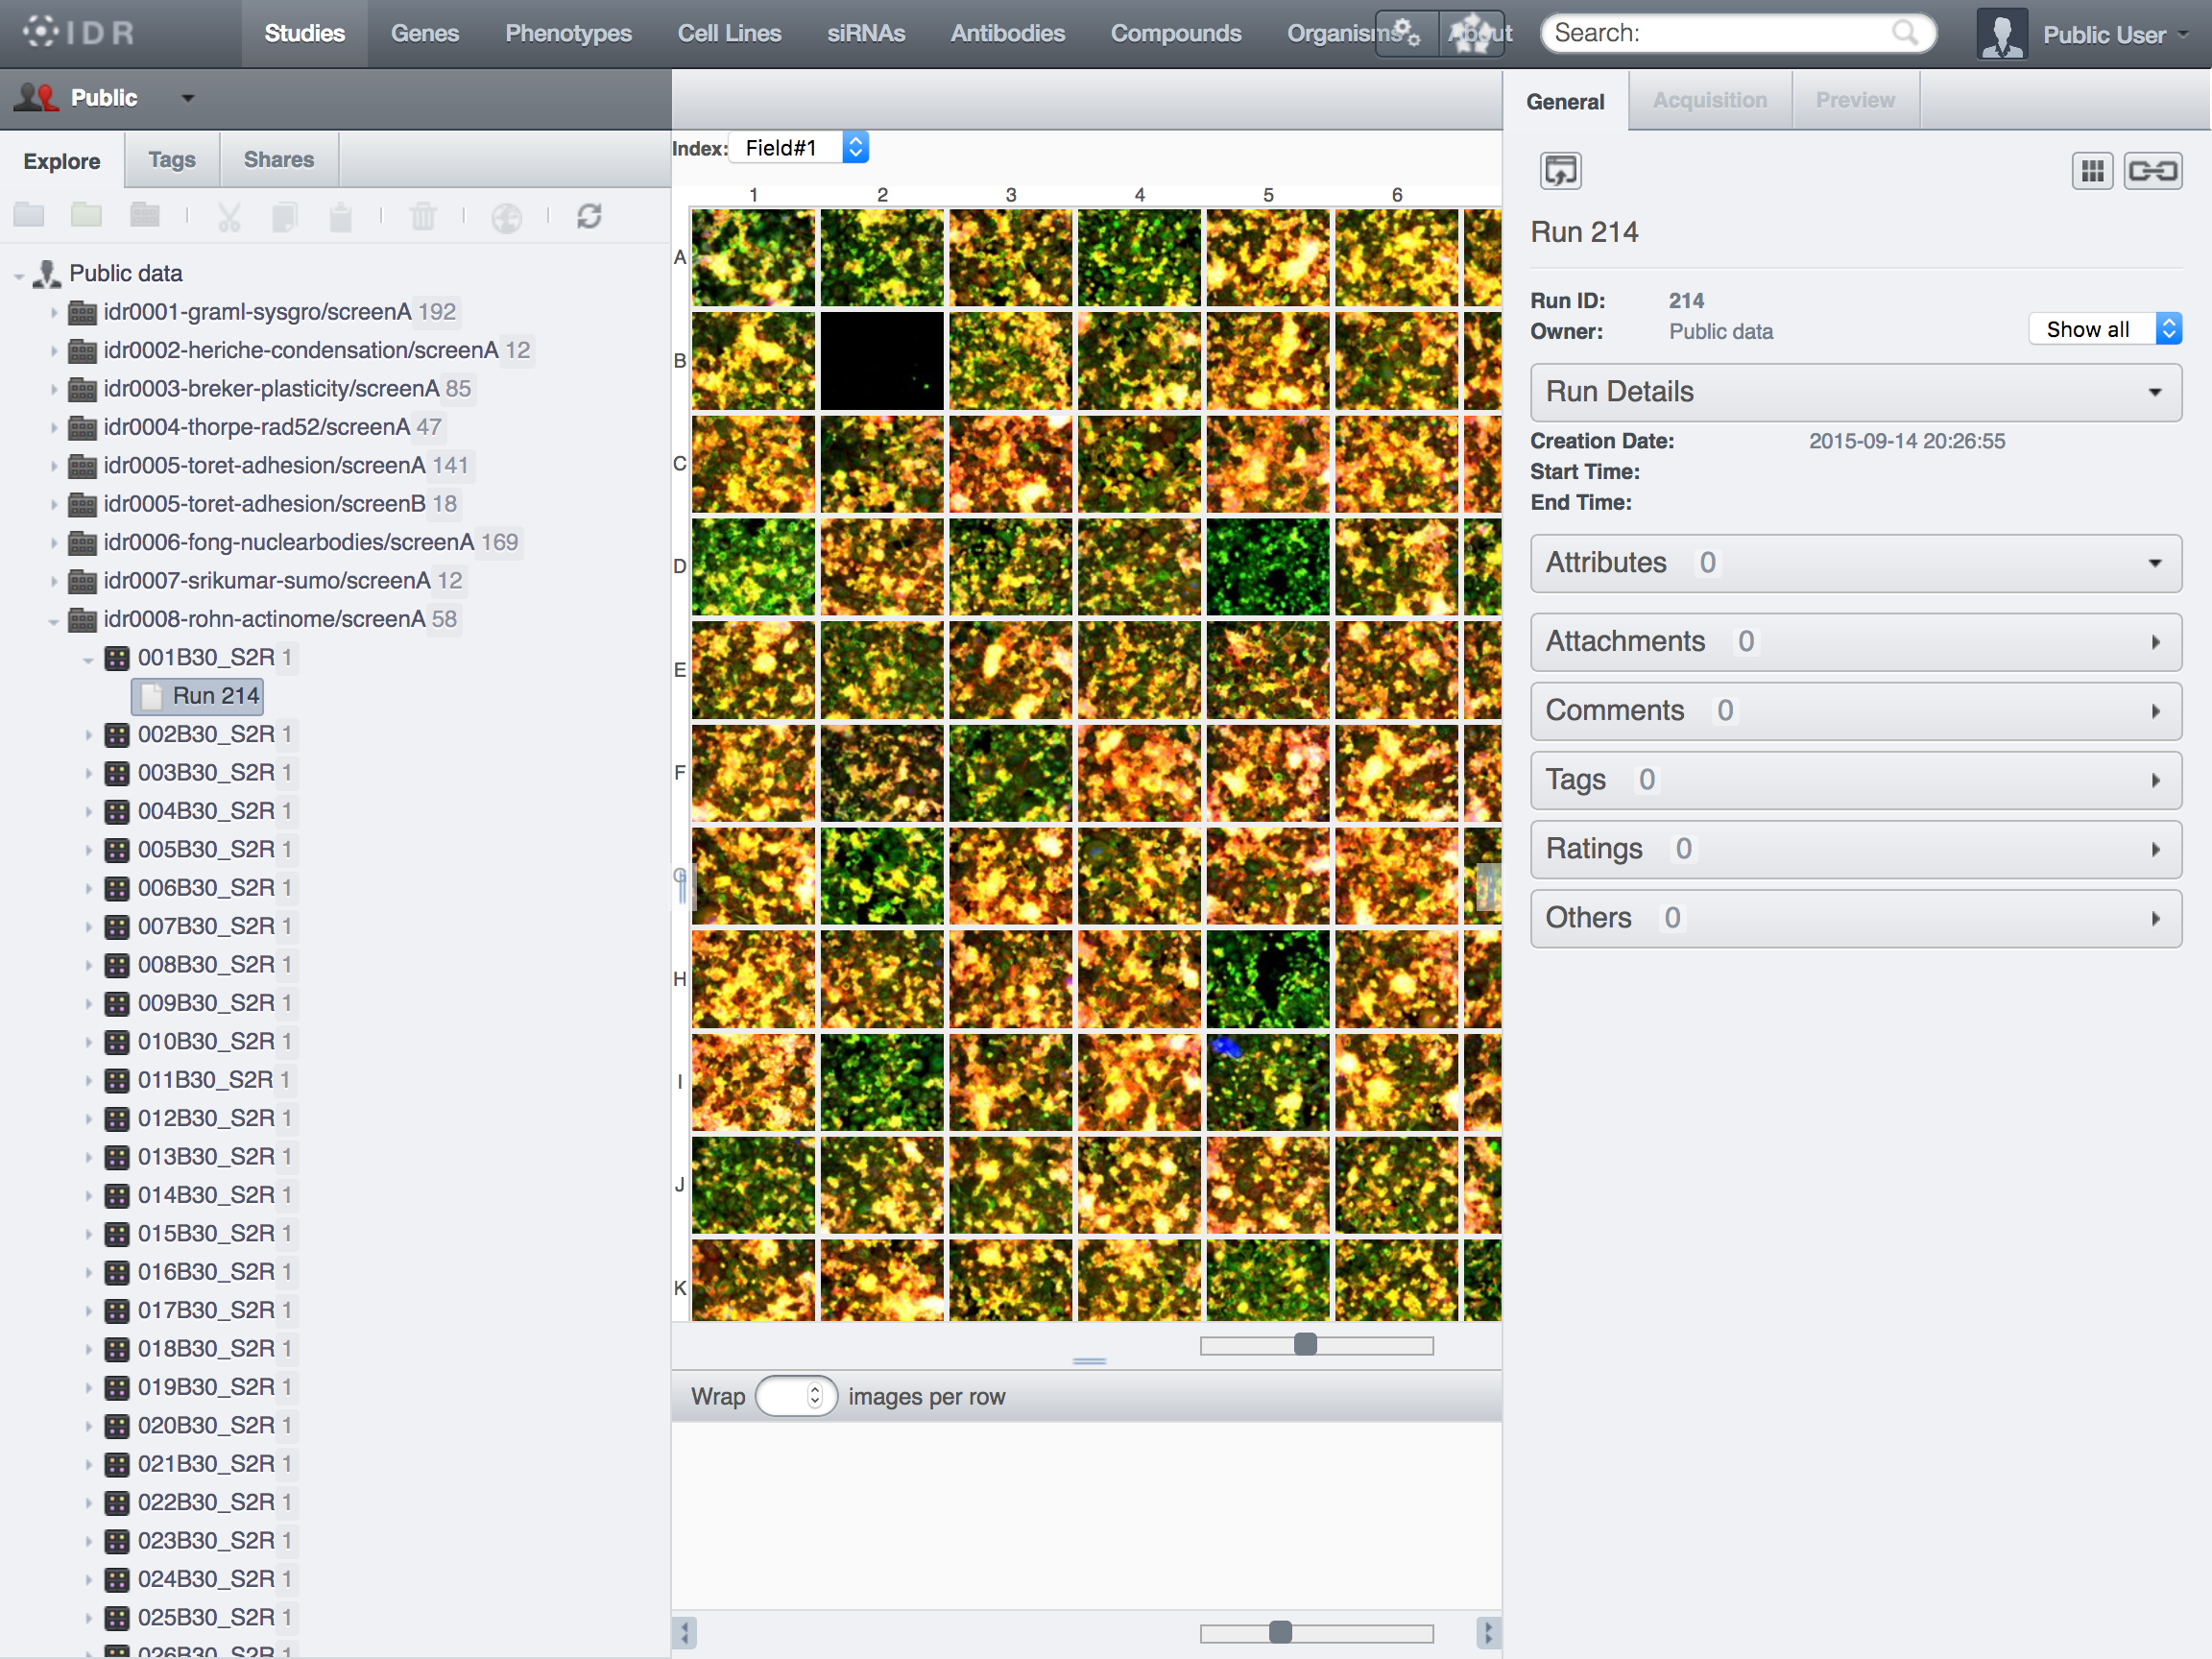 IDR
Studies
Genes
Phenotypes
Cell Lines
siRNAs
Antibodies
Compounds
Organisms
About
Search:
Public User
Public
Explore
Tags
Shares
Public data
idr0001-graml-sysgro/screenA 192
idr0002-heriche-condensation/screenA 12
idr0003-breker-plasticity/screenA 85
idr0004-thorpe-rad52/screenA 47
idr0005-toret-adhesion/screenA 141
idr0005-toret-adhesion/screenB 18
idr0006-fong-nuclearbodies/screenA 169
idr0007-srikumar-sumo/screenA 12
idr0008-rohn-actinome/screenA 58
001B30_S2R 1
Run 214
002B30_S2R 1
003B30_S2R 1
004B30_S2R 1
005B30_S2R 1
006B30_S2R 1
007B30_S2R 1
008B30_S2R 1
009B30_S2R 1
010B30_S2R 1
011B30_S2R 1
012B30_S2R 1
013B30_S2R 1
014B30_S2R 1
015B30_S2R 1
016B30_S2R 1
017B30_S2R 1
018B30_S2R 1
019B30_S2R 1
020B30_S2R 1
021B30_S2R 1
022B30_S2R 1
023B30_S2R 1
024B30_S2R 1
025B30_S2R 1
026B30_S2R 1
Index: Field#1
1 2 3 4 5 6
A
B
C
D
E
F
G
H
I
J
K
Wrap images per row
General
Acquisition
Preview
Run 214
Run ID: 214
Owner: Public data
Show all
Run Details
Creation Date: 2015-09-14 20:26:55
Start Time:
End Time:
Attributes 0
Attachments 0
Comments 0
Tags 0
Ratings 0
Others 0